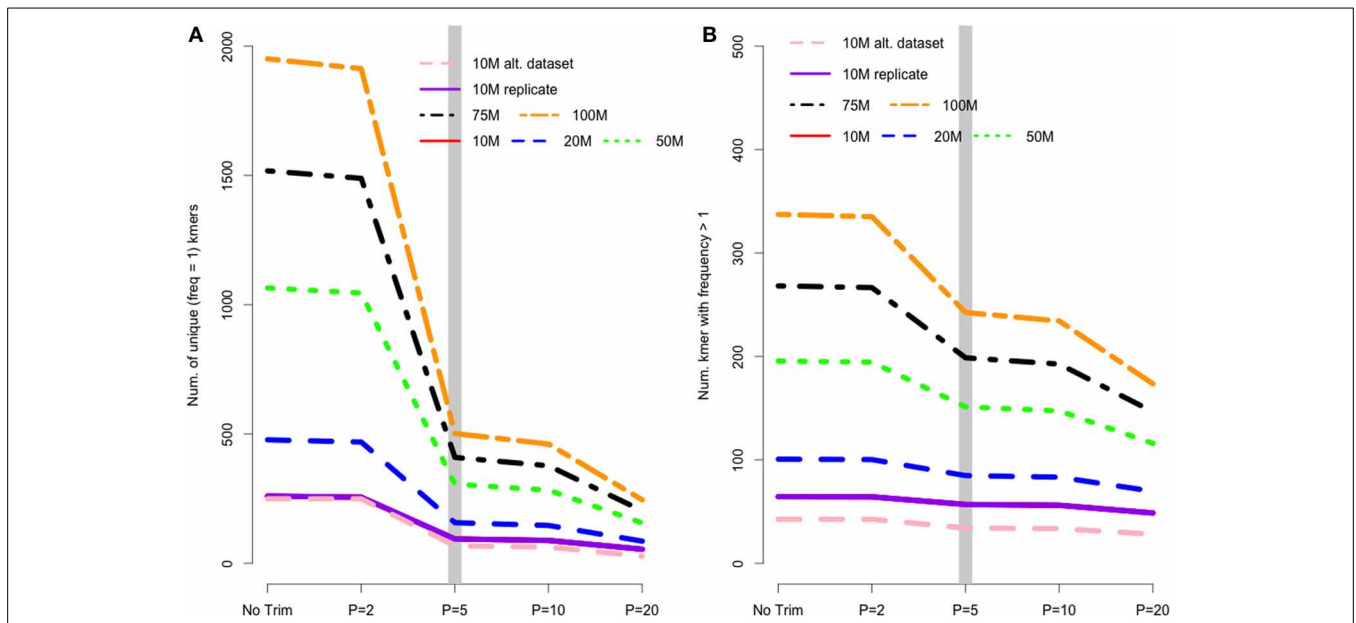 A
Num. of unique (freq = 1) kmers
2000
1500
1000
500
0
10M alt. dataset
10M replicate
75M 100M
10M 20M 50M
No Trim P=2 P=5 P=10 P=20
B
Num. kmer with frequency > 1
500
400
300
200
100
0
10M alt. dataset
10M replicate
75M 100M
10M 20M 50M
No Trim P=2 P=5 P=10 P=20